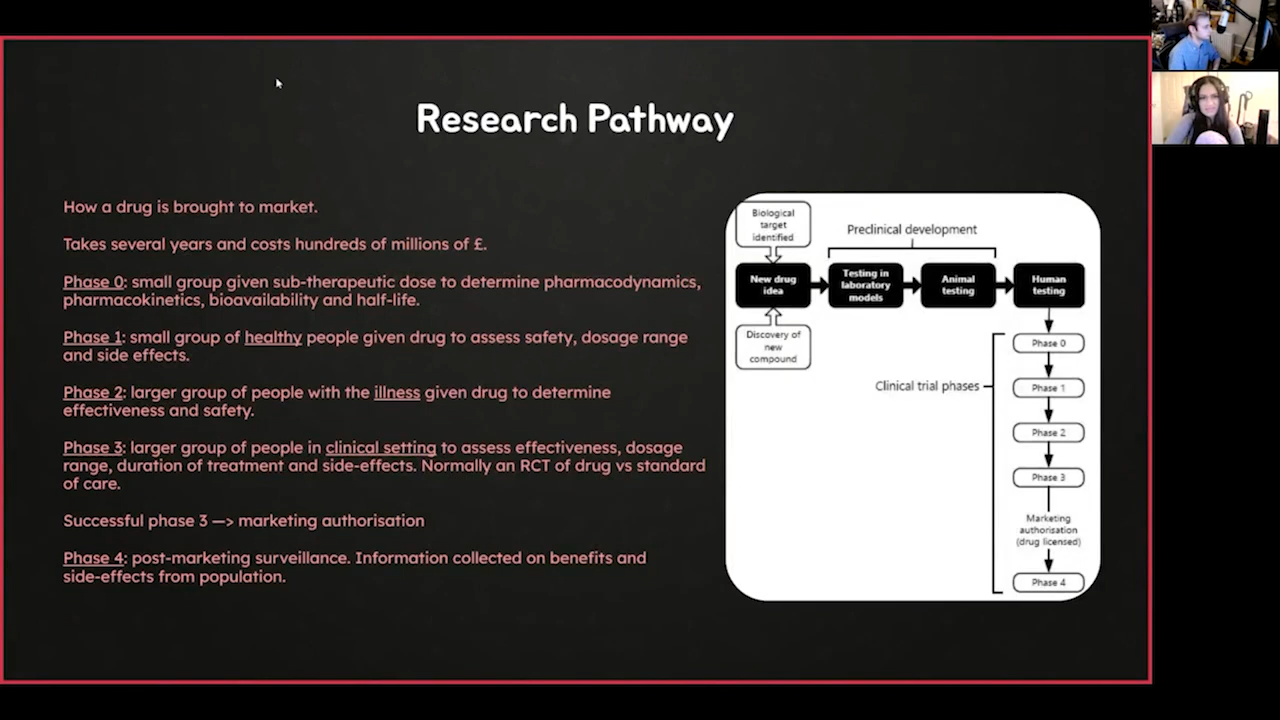 Research Pathway
How a drug is brought to market.
Takes several years and costs hundreds of millions of £.
Phase 0: small group given sub-therapeutic dose to determine pharmacodynamics,
pharmacokinetics, bioavailability and half-life.
Phase 1: small group of healthy people given drug to assess safety, dosage range
and side effects.
Phase 2: larger group of people with the illness given drug to determine
effectiveness and safety.
Phase 3: larger group of people in clinical setting to assess effectiveness, dosage
range, duration of treatment and side-effects. Normally an RCT of drug vs standard
of care.
Successful phase 3 —> marketing authorisation
Phase 4: post-marketing surveillance. Information collected on benefits and
side-effects from population.
Biological
target
identified
Preclinical development
New drug
idea
Testing in
laboratory
models
Animal
testing
Human
testing
Discovery of
new
compound
Clinical trial phases
Phase 0
Phase 1
Phase 2
Phase 3
Marketing
authorisation
(drug licensed)
Phase 4